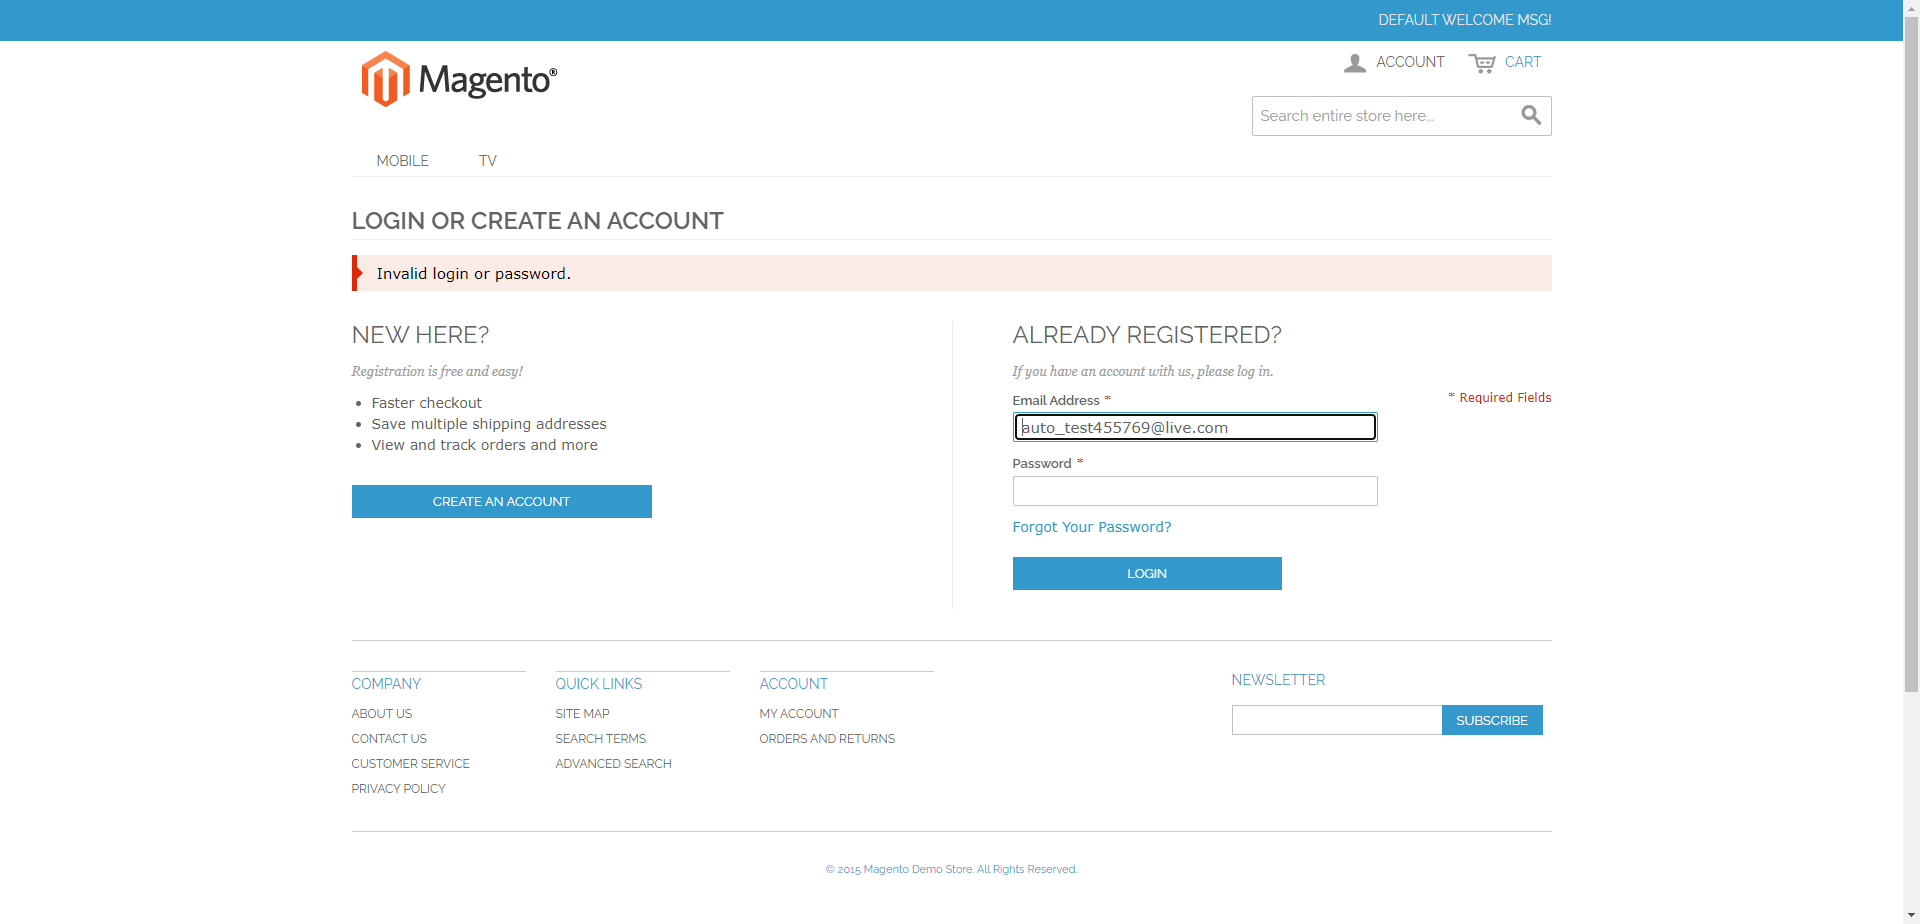 DEFAULT WELCOME MSG!
Magento®
ACCOUNT
CART
Search entire store here...
MOBILE
TV
LOGIN OR CREATE AN ACCOUNT
Invalid login or password.
NEW HERE?
Registration is free and easy!
Faster checkout
Save multiple shipping addresses
View and track orders and more
CREATE AN ACCOUNT
ALREADY REGISTERED?
If you have an account with us, please log in.
* Required Fields
Email Address *
auto_test455769@live.com
Password *
Forgot Your Password?
LOGIN
COMPANY
ABOUT US
CONTACT US
CUSTOMER SERVICE
PRIVACY POLICY
QUICK LINKS
SITE MAP
SEARCH TERMS
ADVANCED SEARCH
ACCOUNT
MY ACCOUNT
ORDERS AND RETURNS
NEWSLETTER
SUBSCRIBE
© 2015 Magento Demo Store. All Rights Reserved.